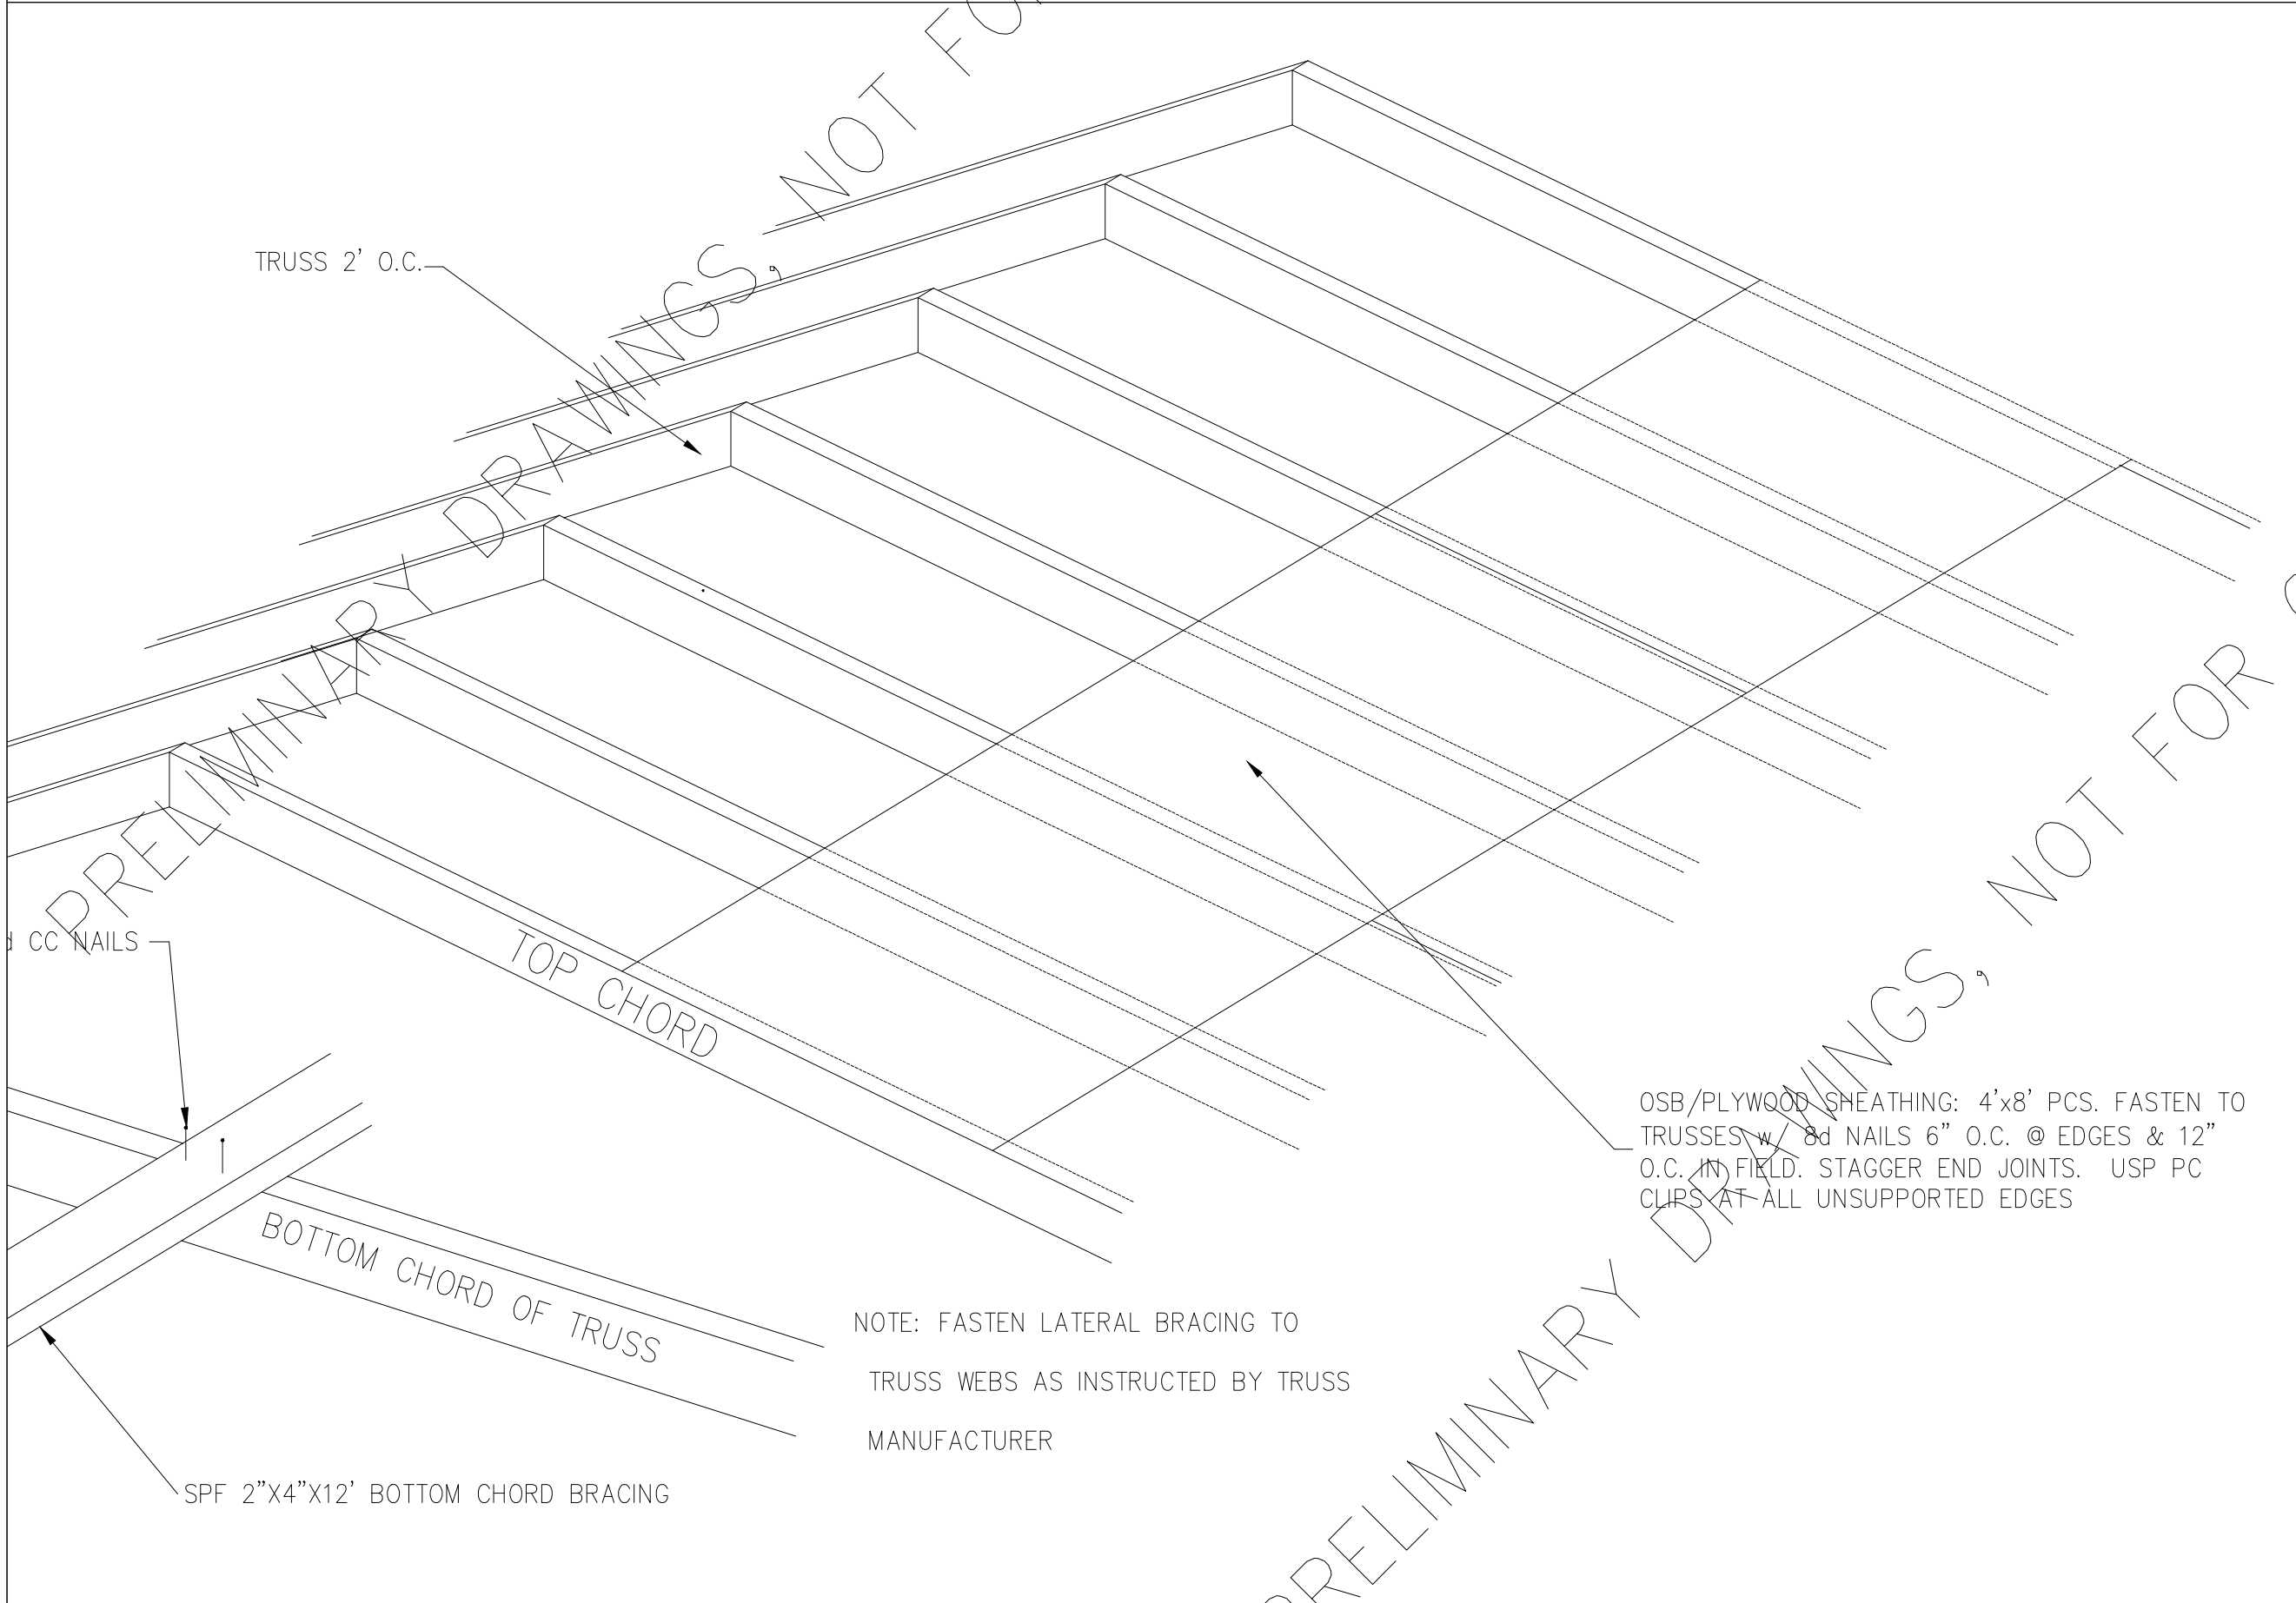 PRELIMINARY DRAWINGS, NOT FOR
TRUSS 2' O.C.
CC NAILS
TOP CHORD
OSB/PLYWOOD SHEATHING: 4'x8' PCS. FASTEN TO
TRUSSES w/ 8d NAILS 6" O.C. @ EDGES & 12"
O.C. IN FIELD. STAGGER END JOINTS. USP PC
CLIPS AT ALL UNSUPPORTED EDGES
BOTTOM CHORD OF TRUSS
NOTE: FASTEN LATERAL BRACING TO
TRUSS WEBS AS INSTRUCTED BY TRUSS
MANUFACTURER
SPF 2"X4"X12' BOTTOM CHORD BRACING
PRELIMINARY DRAWINGS, NOT FOR